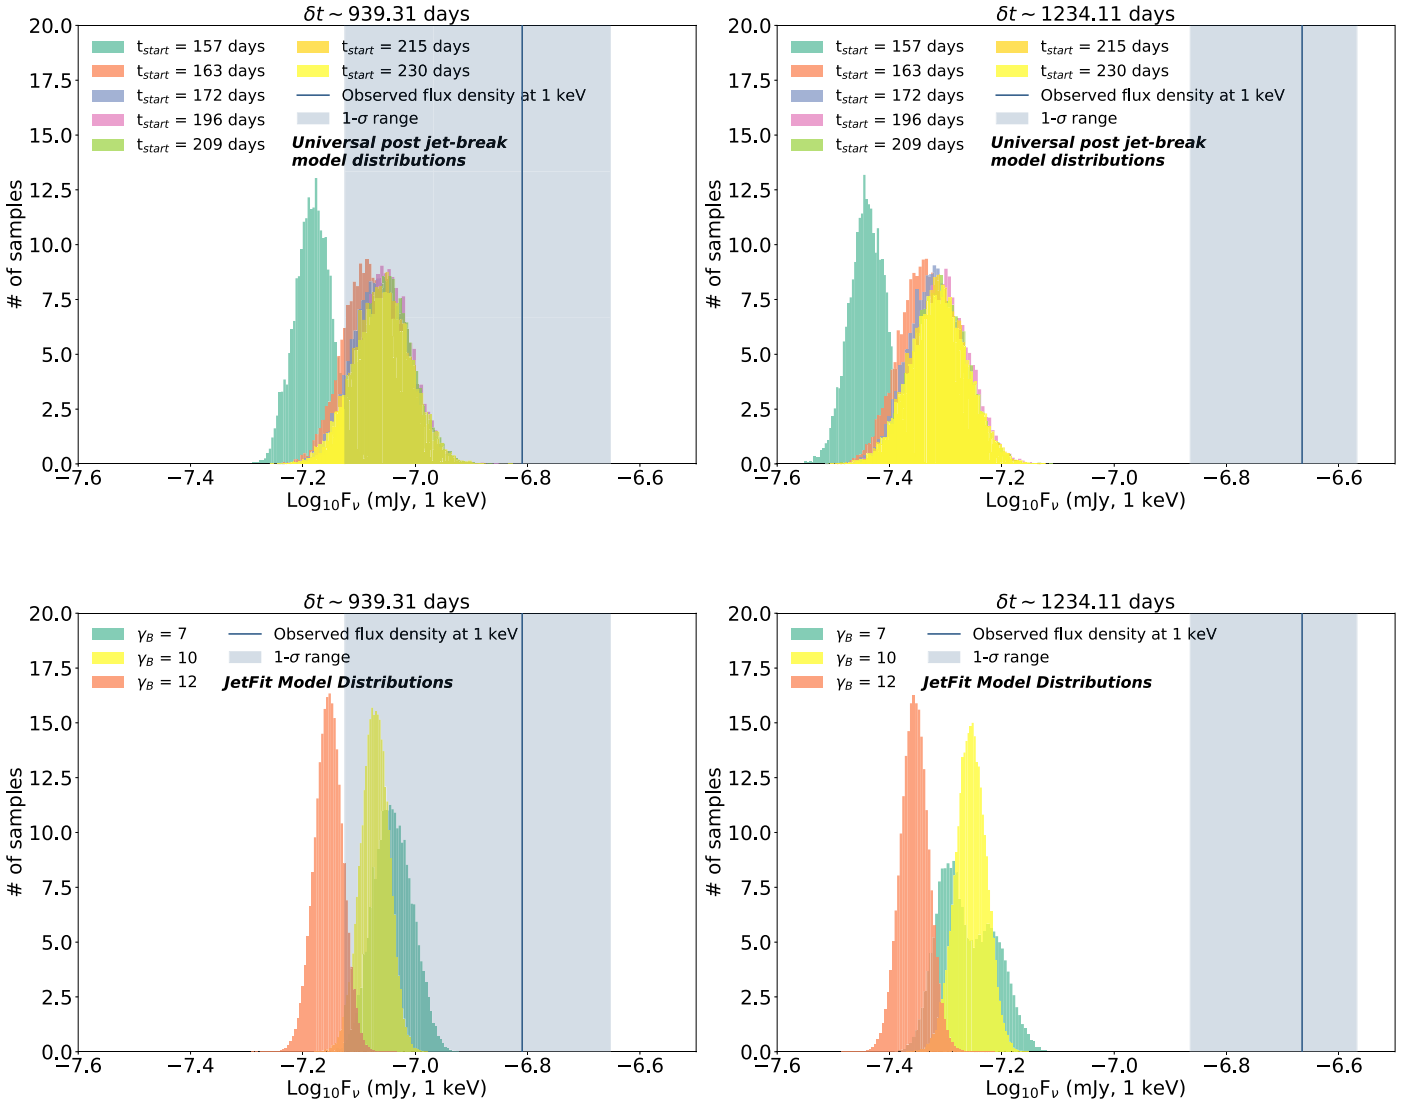 δt ~ 939.31 days
20.0
17.5
15.0
12.5
10.0
7.5
5.0
2.5
0.0
# of samples
t_start = 157 days
t_start = 163 days
t_start = 172 days
t_start = 196 days
t_start = 209 days
t_start = 215 days
t_start = 230 days
Observed flux density at 1 keV
1-σ range
Universal post jet-break
model distributions
−7.6 −7.4 −7.2 −7.0 −6.8 −6.6
Log₁₀Fᵥ (mJy, 1 keV)
δt ~ 1234.11 days
20.0
17.5
15.0
12.5
10.0
7.5
5.0
2.5
0.0
# of samples
t_start = 157 days
t_start = 163 days
t_start = 172 days
t_start = 196 days
t_start = 209 days
t_start = 215 days
t_start = 230 days
Observed flux density at 1 keV
1-σ range
Universal post jet-break
model distributions
−7.6 −7.4 −7.2 −7.0 −6.8 −6.6
Log₁₀Fᵥ (mJy, 1 keV)
δt ~ 939.31 days
20.0
17.5
15.0
12.5
10.0
7.5
5.0
2.5
0.0
# of samples
γ_B = 7
γ_B = 10
γ_B = 12
Observed flux density at 1 keV
1-σ range
JetFit Model Distributions
−7.6 −7.4 −7.2 −7.0 −6.8 −6.6
Log₁₀Fᵥ (mJy, 1 keV)
δt ~ 1234.11 days
20.0
17.5
15.0
12.5
10.0
7.5
5.0
2.5
0.0
# of samples
γ_B = 7
γ_B = 10
γ_B = 12
Observed flux density at 1 keV
1-σ range
JetFit Model Distributions
−7.6 −7.4 −7.2 −7.0 −6.8 −6.6
Log₁₀Fᵥ (mJy, 1 keV)